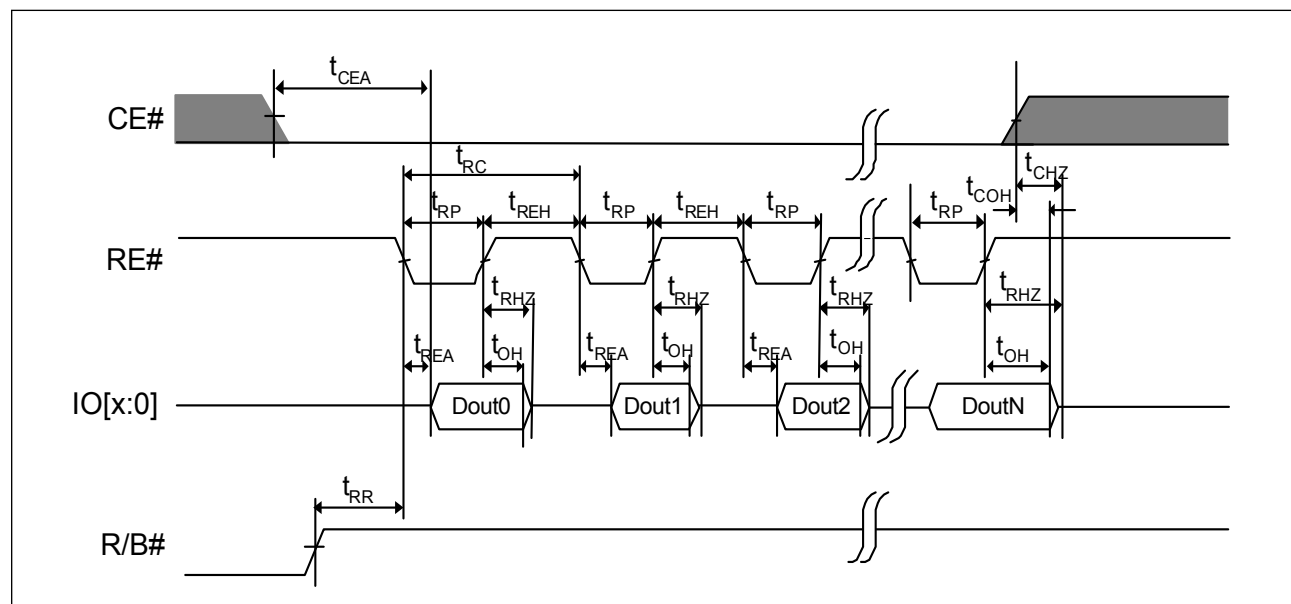 tCEA
CE#
tRC
tCHZ
tCOH
tRP tREH tRP tREH tRP tRP
RE#
tRHZ tRHZ tRHZ tRHZ
tREA tOH tREA tOH tREA tOH tOH
IO[x:0] Dout0 Dout1 Dout2 DoutN
tRR
R/B#